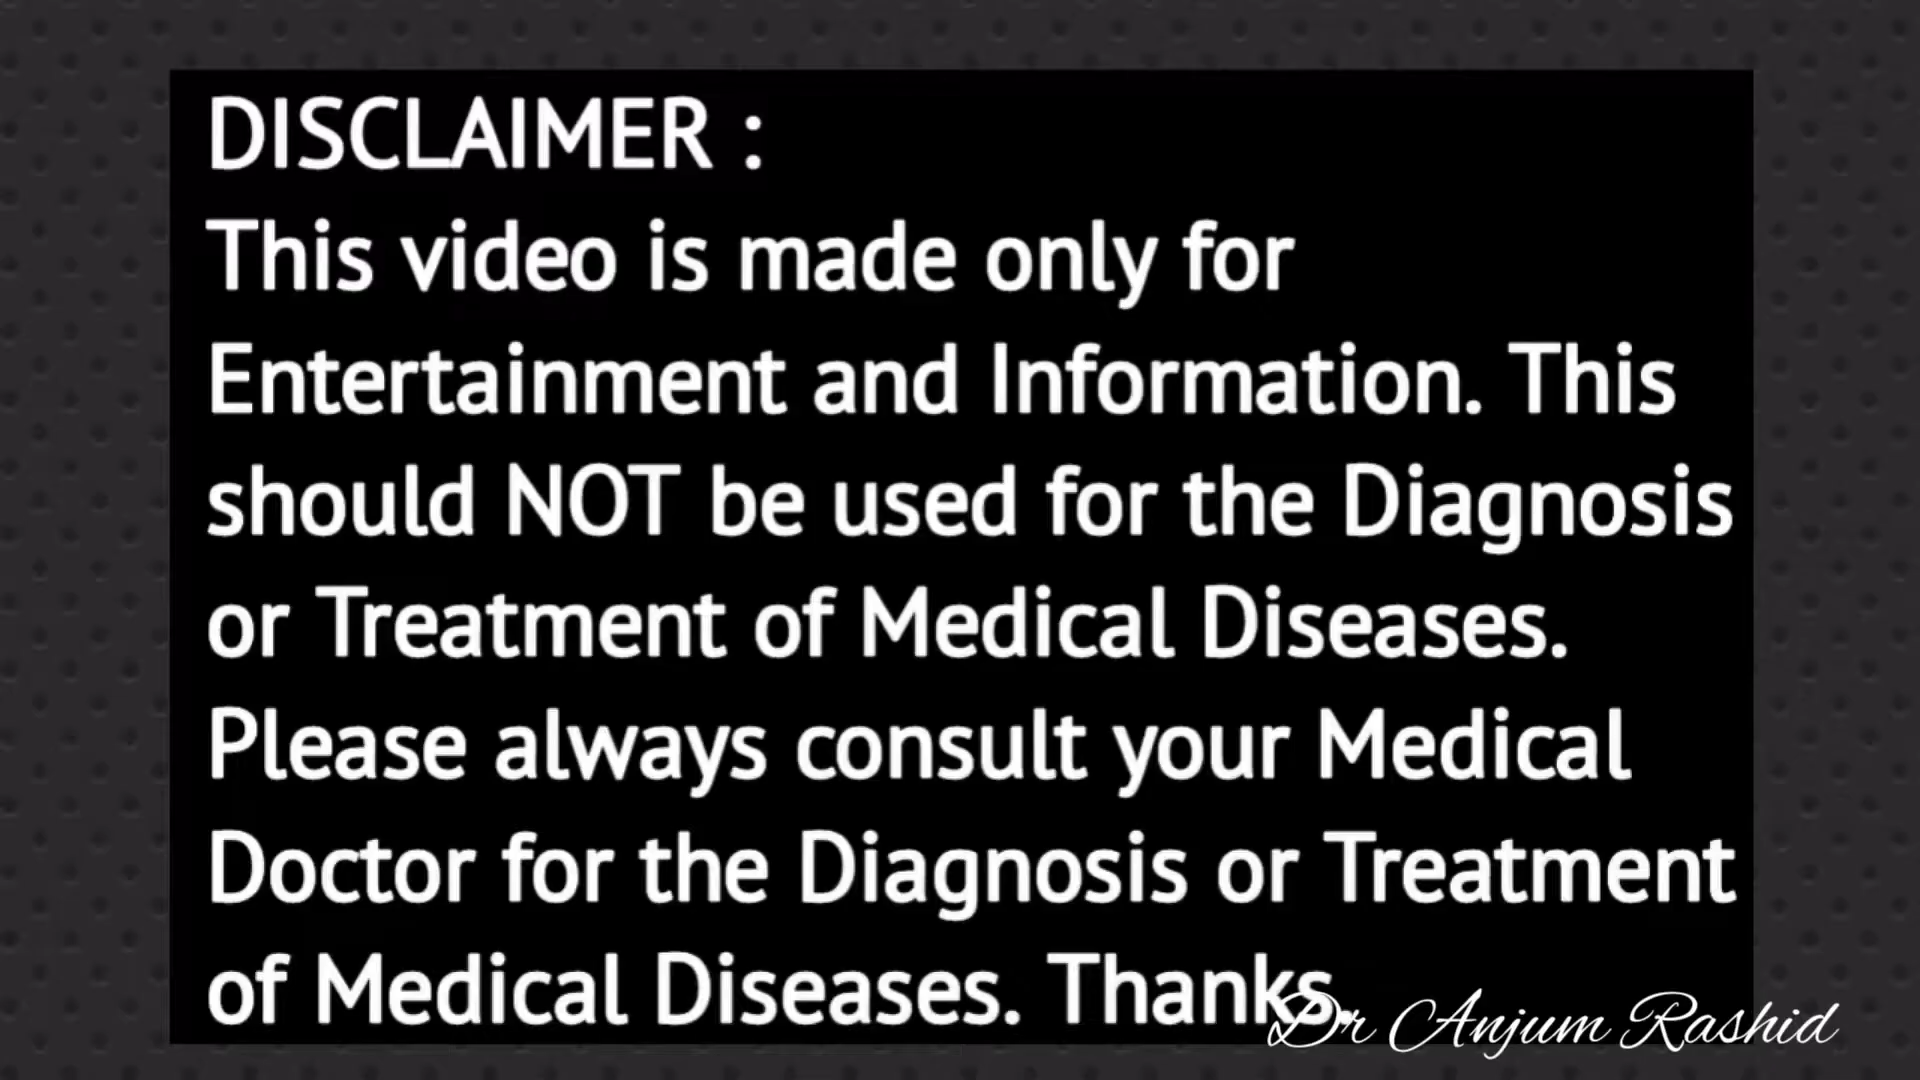 DISCLAIMER :
This video is made only for
Entertainment and Information. This
should NOT be used for the Diagnosis
or Treatment of Medical Diseases.
Please always consult your Medical
Doctor for the Diagnosis or Treatment
of Medical Diseases. Thanks.
Dr Anjum Rashid